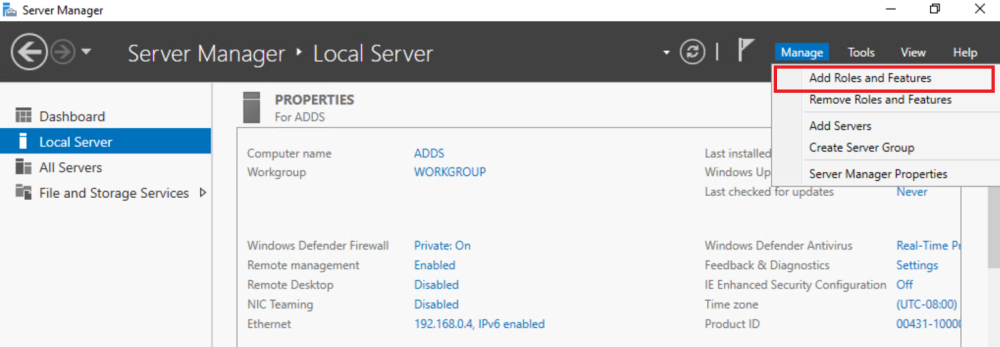 Server Manager
Server Manager ‣ Local Server
Manage Tools View Help
Add Roles and Features
Remove Roles and Features
Add Servers
Create Server Group
Server Manager Properties
Dashboard
Local Server
All Servers
File and Storage Services
PROPERTIES
For ADDS
Computer name ADDS
Workgroup WORKGROUP
Last installed
Windows Up
Last checked for updates Never
Windows Defender Firewall Private: On
Remote management Enabled
Remote Desktop Disabled
NIC Teaming Disabled
Ethernet 192.168.0.4, IPv6 enabled
Windows Defender Antivirus Real-Time P
Feedback & Diagnostics Settings
IE Enhanced Security Configuration Off
Time zone (UTC-08:00)
Product ID 00431-10000